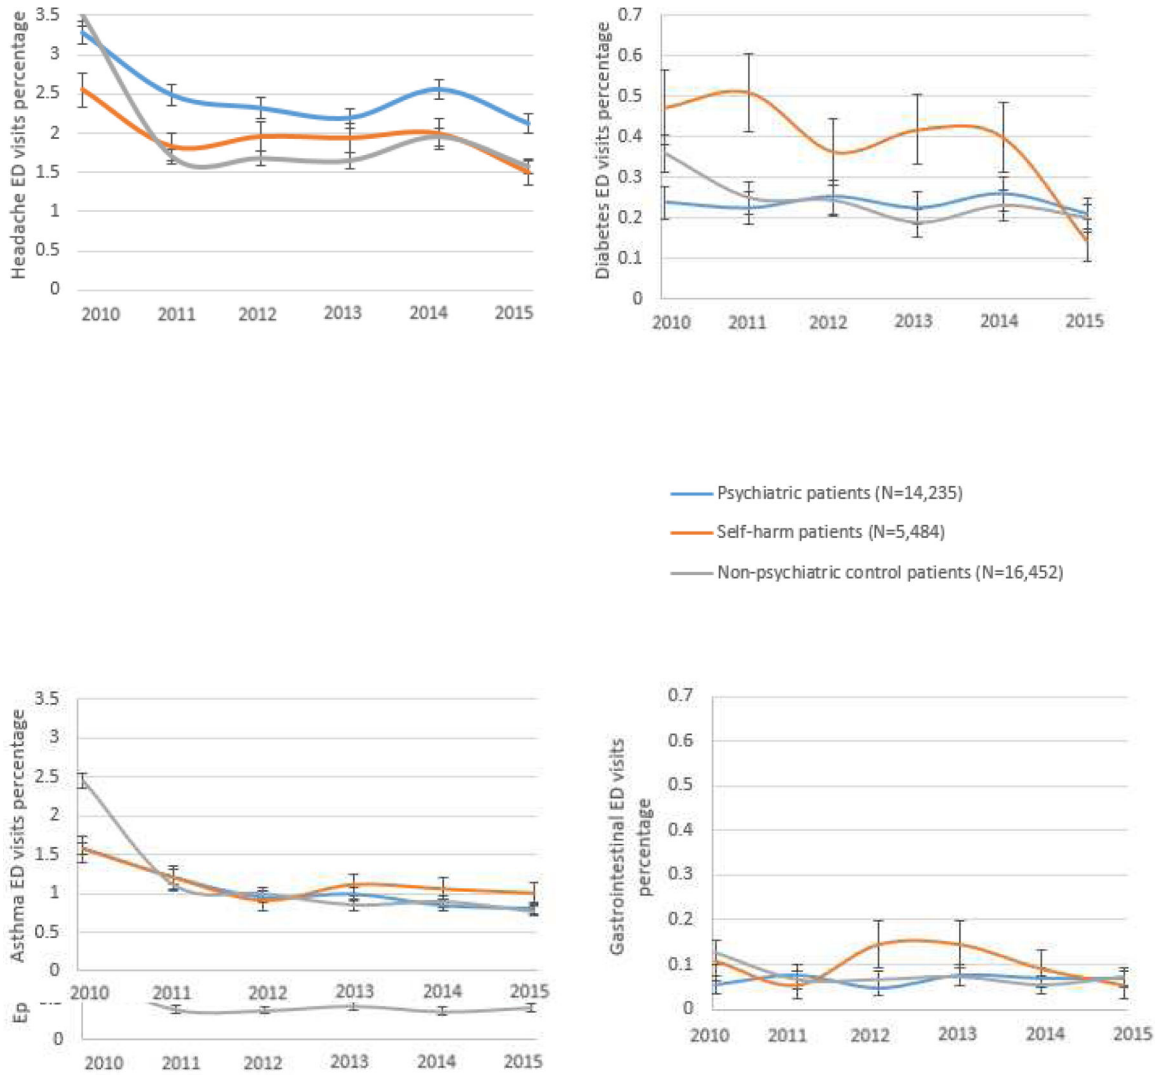 Headache ED visits percentage
3.5
3
2.5
2
1.5
1
0.5
0
2010 2011 2012 2013 2014 2015
Diabetes ED visits percentage
0.7
0.6
0.5
0.4
0.3
0.2
0.1
0
2010 2011 2012 2013 2014 2015
Psychiatric patients (N=14,235)
Self-harm patients (N=5,484)
Non-psychiatric control patients (N=16,452)
Asthma ED visits percentage
3.5
3
2.5
2
1.5
1
0.5
0
2010 2011 2012 2013 2014 2015
Ep
0
2010 2011 2012 2013 2014 2015
Gastrointestinal ED visits
percentage
0.7
0.6
0.5
0.4
0.3
0.2
0.1
0
2010 2011 2012 2013 2014 2015